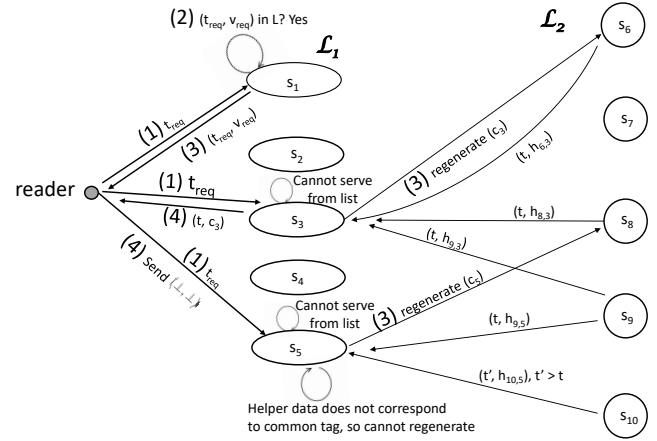 (2) (t_req, v_req) in L? Yes
ℒ₁
ℒ₂
s₁
s₂
s₃
s₄
s₅
s₆
s₇
s₈
s₉
s₁₀
reader
(1) t_req
(3) (t_req, v_req)
(1) t_req
(4) (t, c₃)
(1) t_req
(4) Send (⊥, ⊥)
Cannot serve
from list
Cannot serve
from list
(3) regenerate (c₃)
(t, h₆,₃)
(t, h₈,₃)
(t, h₉,₃)
(3) regenerate (c₅)
(t, h₉,₅)
(t', h₁₀,₅), t' > t
Helper data does not correspond
to common tag, so cannot regenerate